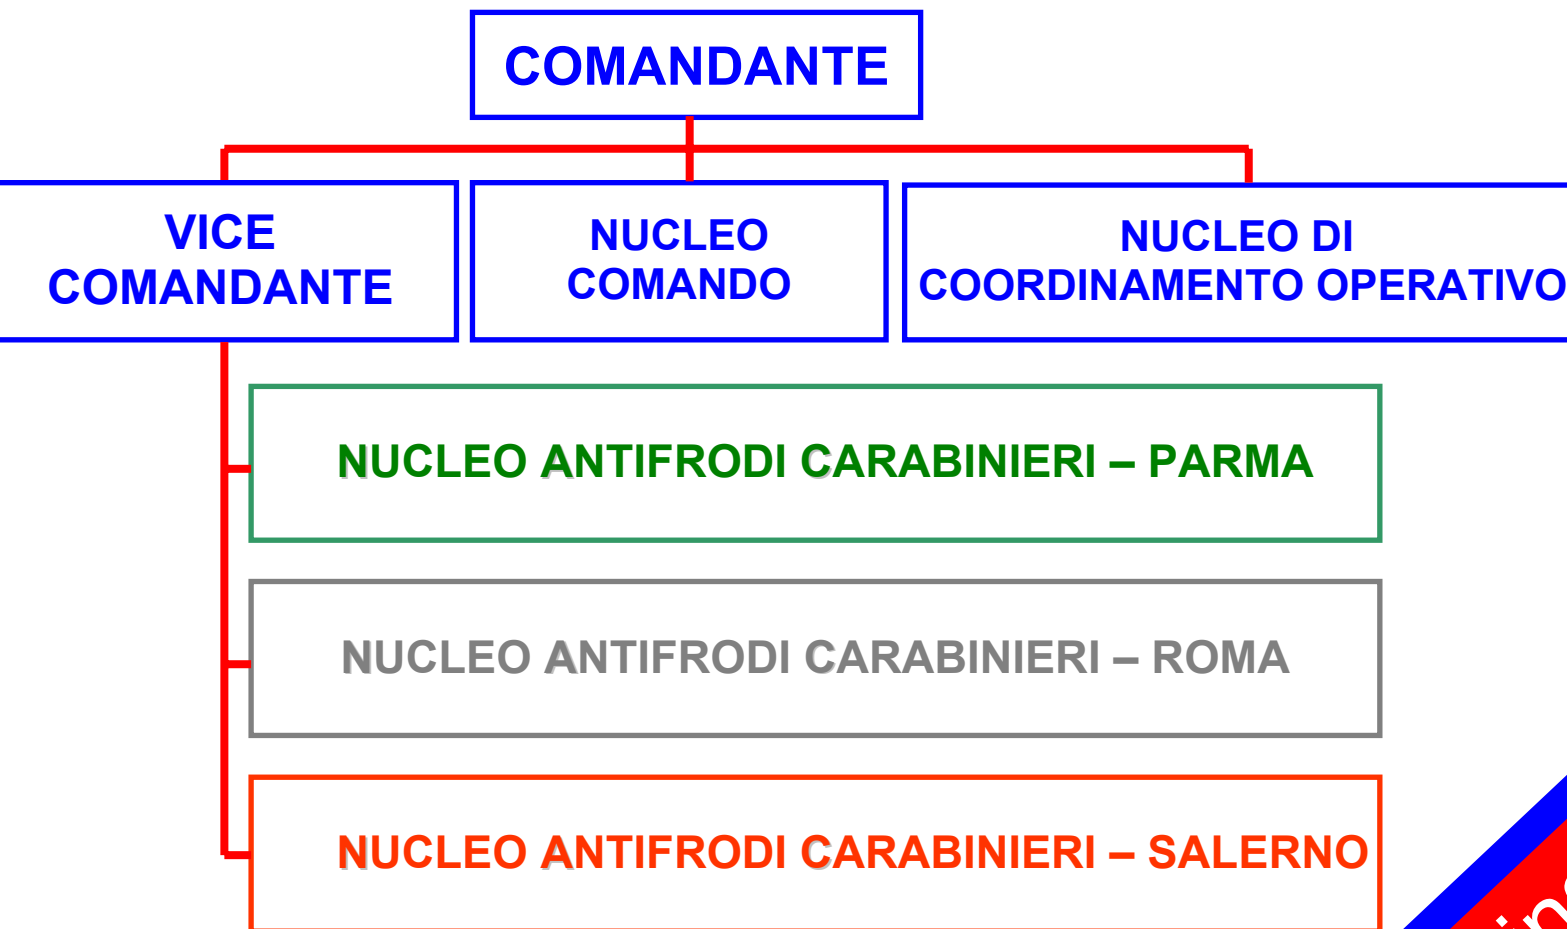 COMANDANTE
VICE
COMANDANTE
NUCLEO
COMANDO
NUCLEO DI
COORDINAMENTO OPERATIVO
NUCLEO ANTIFRODI CARABINIERI – PARMA
NUCLEO ANTIFRODI CARABINIERI – ROMA
NUCLEO ANTIFRODI CARABINIERI – SALERNO